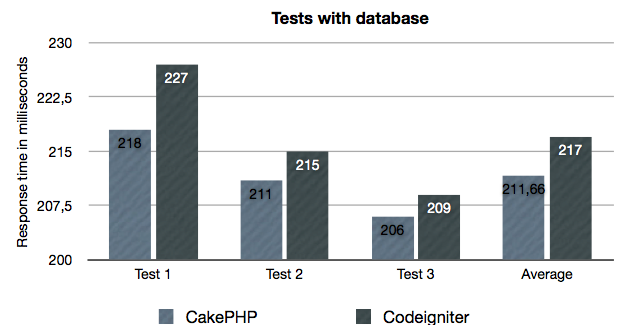 Tests with database
Response time in milliseconds
230
222,5
215
207,5
200
218
227
211
215
206
209
211,66
217
Test 1
Test 2
Test 3
Average
CakePHP
Codeigniter